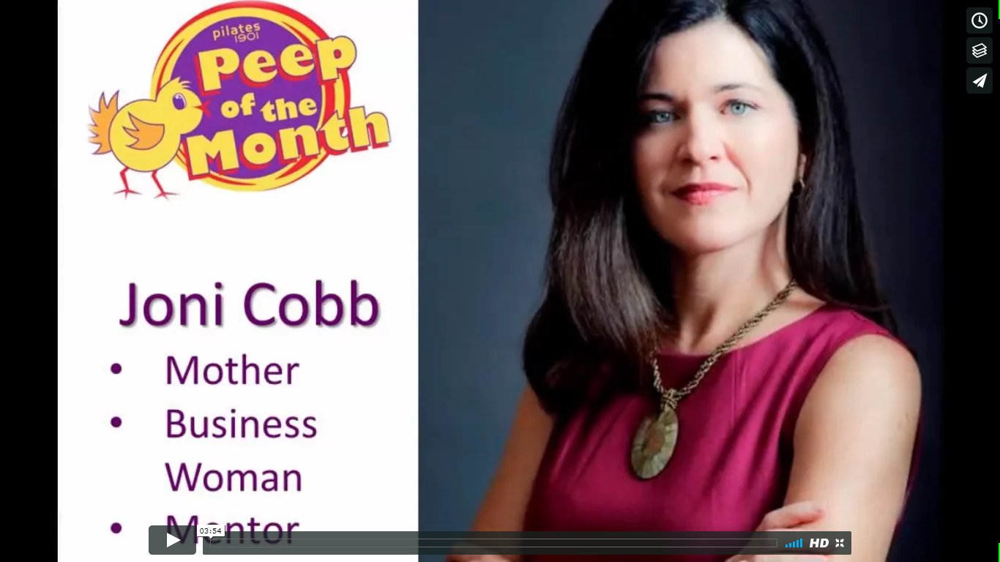 pilates
1901
Peep
of the
Month
Joni Cobb
• Mother
• Business
Woman
• Mentor
03:54
HD